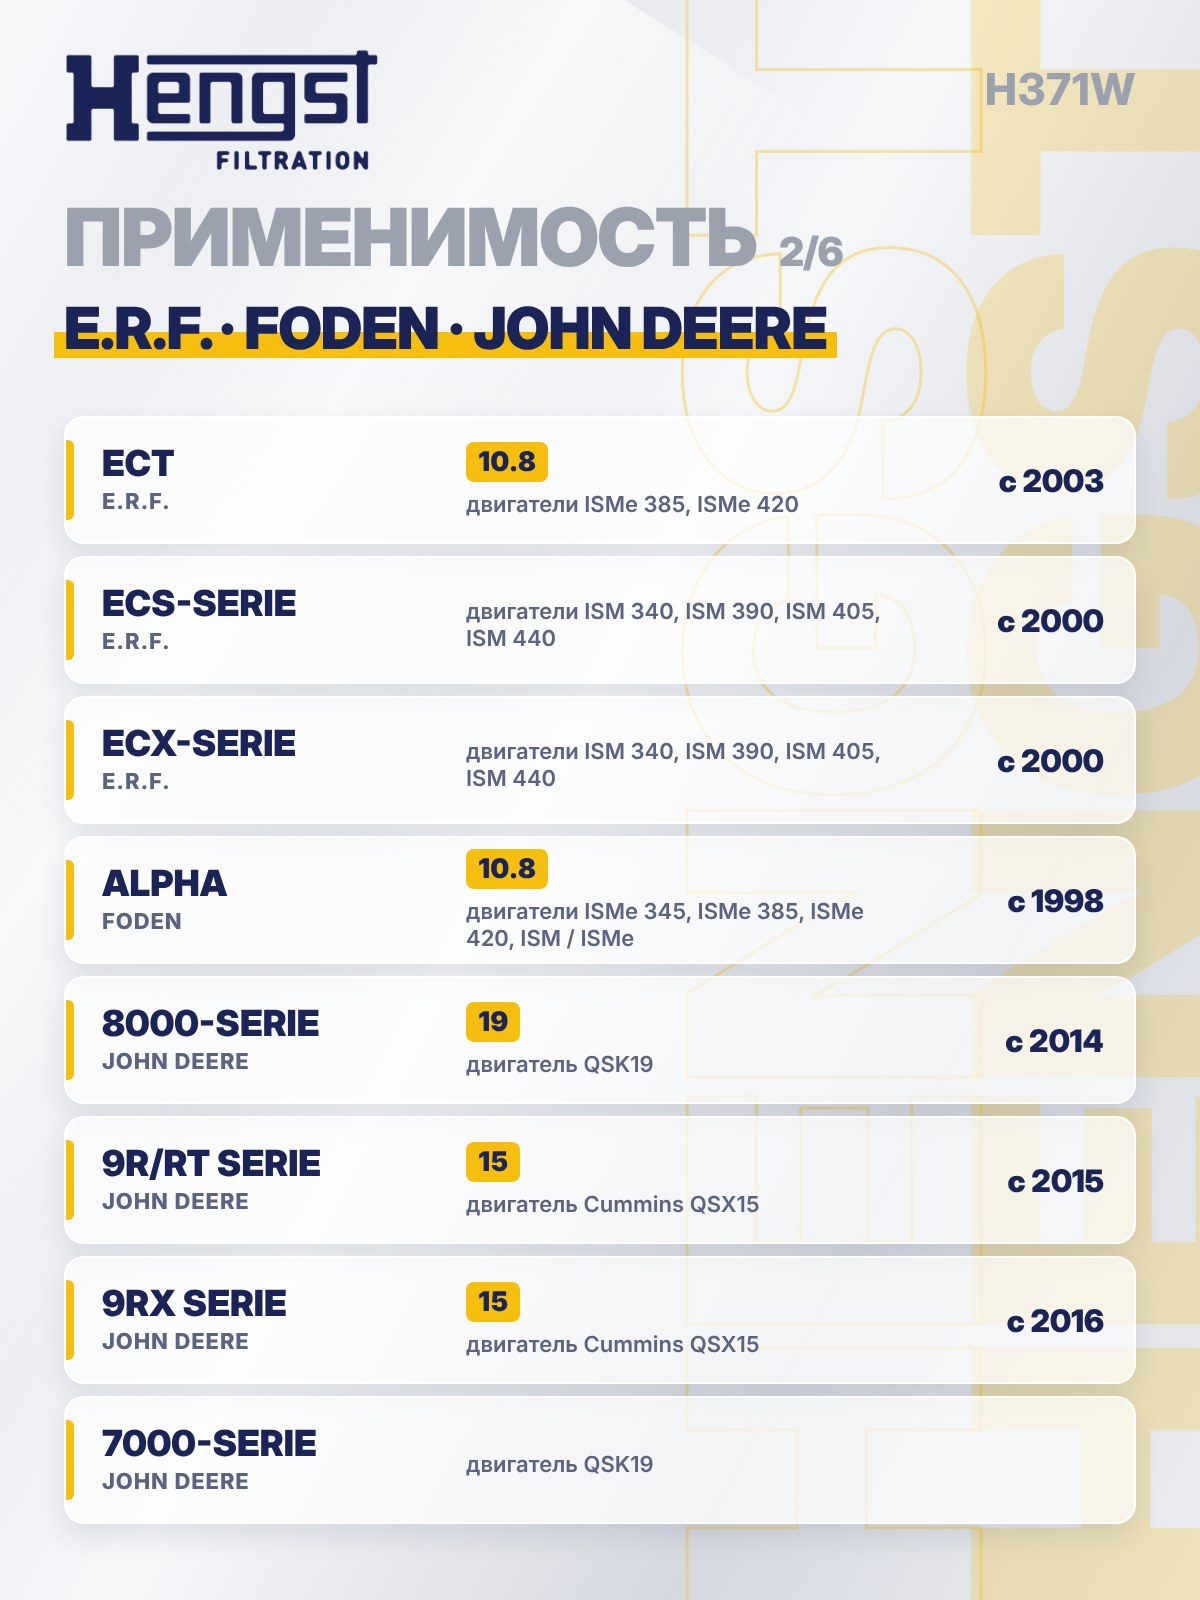 Hengst
FILTRATION
H371W
ПРИМЕНИМОСТЬ 2/6
E.R.F. · FODEN · JOHN DEERE
ECT
E.R.F.
10.8
двигатели ISMe 385, ISMe 420
с 2003
ECS-SERIE
E.R.F.
двигатели ISM 340, ISM 390, ISM 405,
ISM 440
с 2000
ECX-SERIE
E.R.F.
двигатели ISM 340, ISM 390, ISM 405,
ISM 440
с 2000
ALPHA
FODEN
10.8
двигатели ISMe 345, ISMe 385, ISMe
420, ISM / ISMe
с 1998
8000-SERIE
JOHN DEERE
19
двигатель QSK19
с 2014
9R/RT SERIE
JOHN DEERE
15
двигатель Cummins QSX15
с 2015
9RX SERIE
JOHN DEERE
15
двигатель Cummins QSX15
с 2016
7000-SERIE
JOHN DEERE
двигатель QSK19
HENGST
HENGST